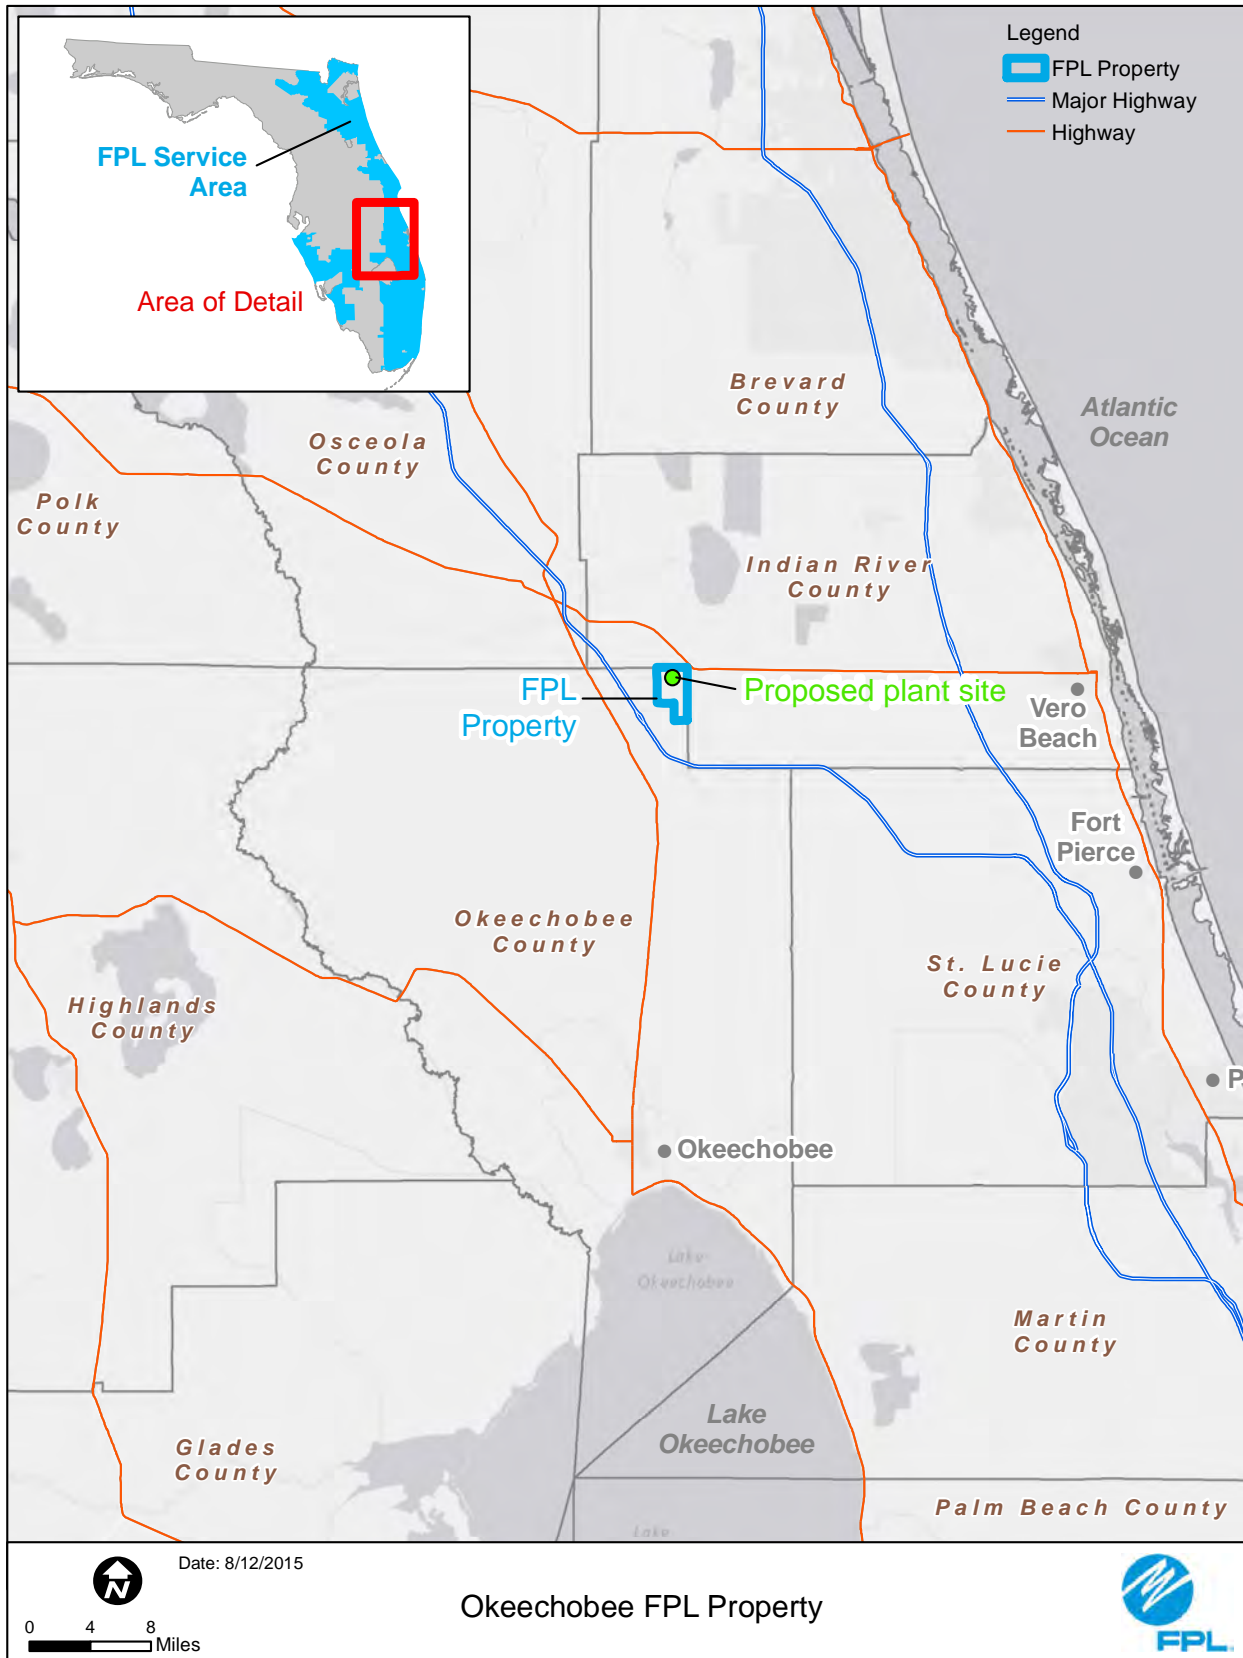 Legend
FPL Property
Major Highway
Highway
FPL Service
Area
Area of Detail
Brevard
County
Atlantic
Ocean
Osceola
County
Polk
County
Indian River
County
FPL
Property
Proposed plant site
Vero
Beach
Fort
Pierce
Okeechobee
County
St. Lucie
County
Highlands
County
P
Okeechobee
Lake
Okeechobee
Martin
County
Lake
Okeechobee
Glades
County
Palm Beach County
Lake
N
Date: 8/12/2015
0 4 8
Miles
Okeechobee FPL Property
FPL